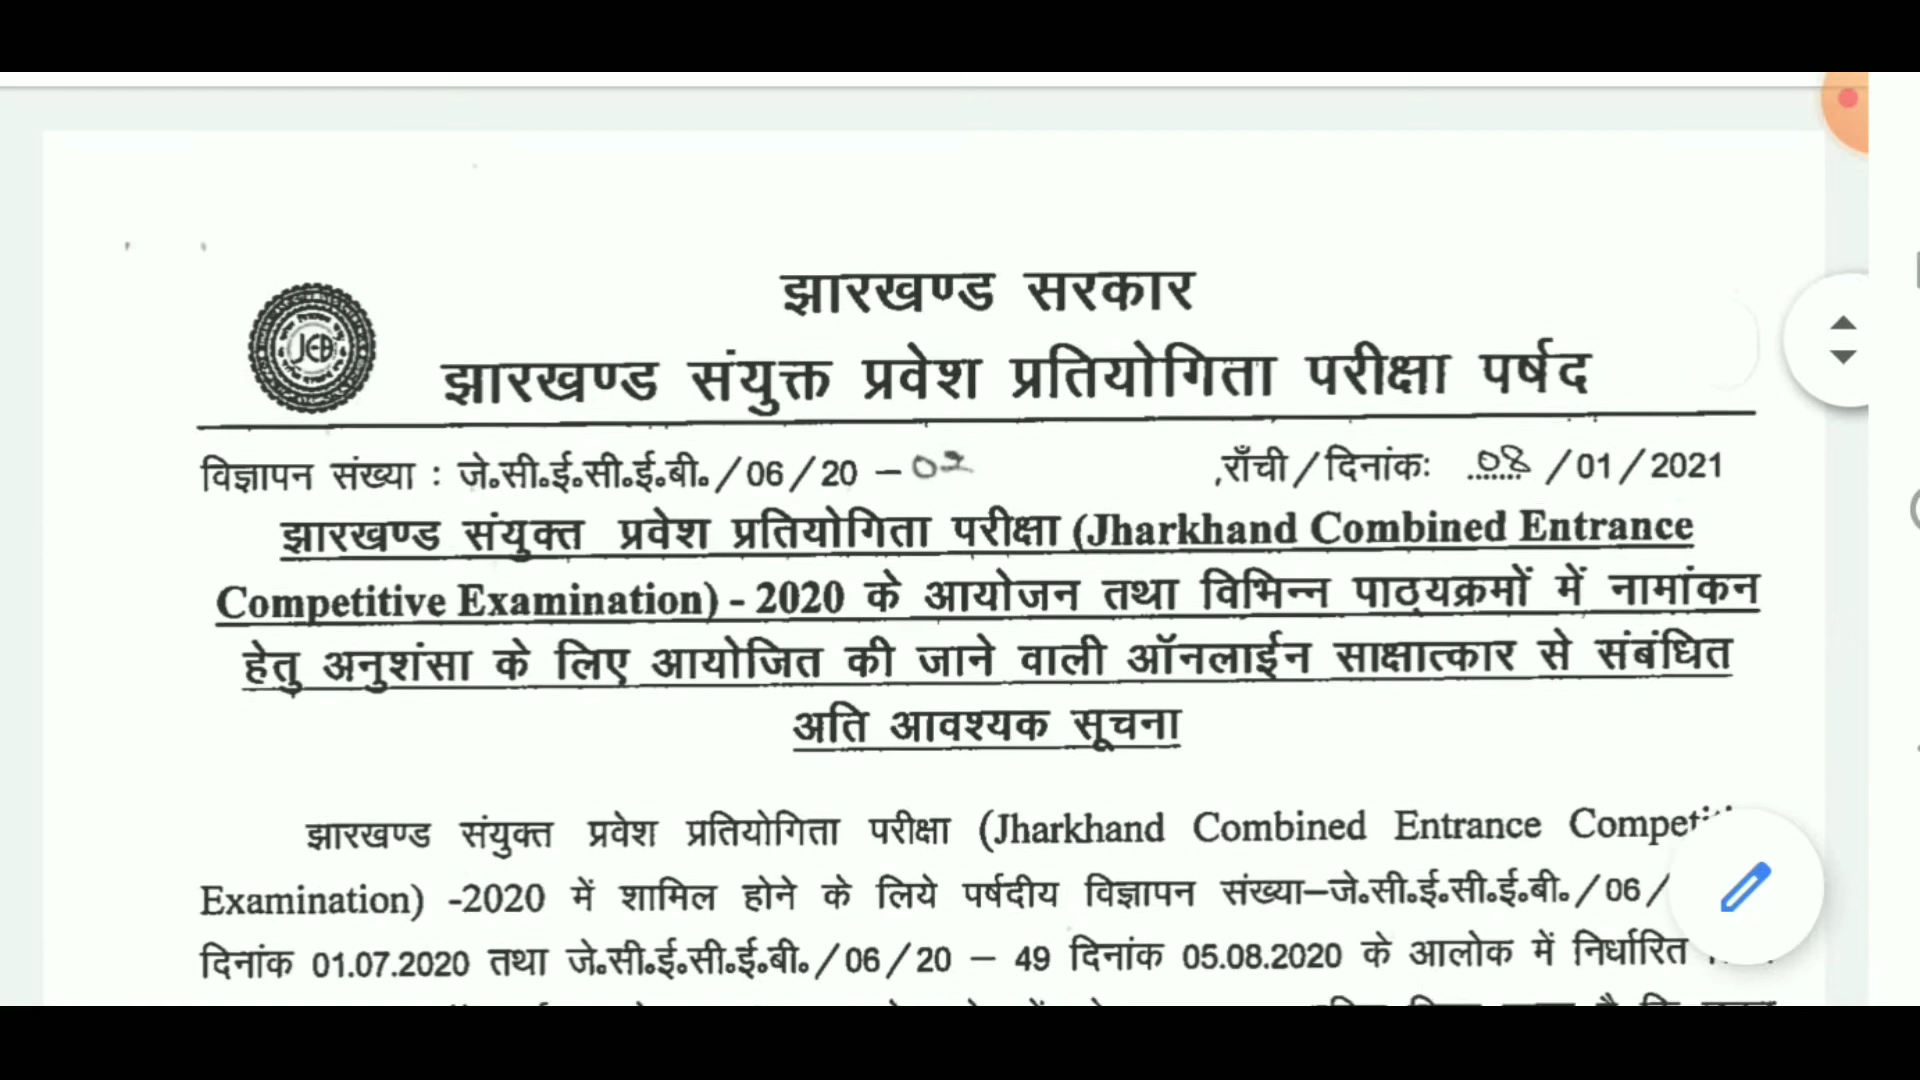 झारखण्ड सरकार
झारखण्ड संयुक्त प्रवेश प्रतियोगिता परीक्षा पर्षद
विज्ञापन संख्या : जे.सी.ई.सी.ई.बी./06/20 – 02 राँची/दिनांकः 08/01/2021
झारखण्ड संयुक्त प्रवेश प्रतियोगिता परीक्षा (Jharkhand Combined Entrance
Competitive Examination) - 2020 के आयोजन तथा विभिन्न पाठ्यक्रमों में नामांकन
हेतु अनुशंसा के लिए आयोजित की जाने वाली ऑनलाईन साक्षात्कार से संबंधित
अति आवश्यक सूचना
झारखण्ड संयुक्त प्रवेश प्रतियोगिता परीक्षा (Jharkhand Combined Entrance
Examination) -2020 में शामिल होने के लिये पर्षदीय विज्ञापन संख्या–जे.सी.ई.सी.ई.बी./06/
दिनांक 01.07.2020 तथा जे.सी.ई.सी.ई.बी./06/20 – 49 दिनांक 05.08.2020 के आलोक में निर्धारित